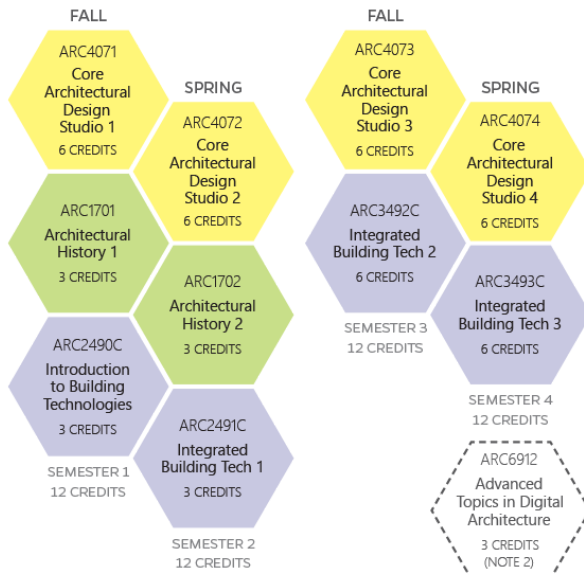 FALL
ARC4071
Core
Architectural
Design
Studio 1
6 CREDITS
ARC1701
Architectural
History 1
3 CREDITS
ARC2490C
Introduction
to Building
Technologies
3 CREDITS
SEMESTER 1
12 CREDITS
SPRING
ARC4072
Core
Architectural
Design
Studio 2
6 CREDITS
ARC1702
Architectural
History 2
3 CREDITS
ARC2491C
Integrated
Building Tech 1
3 CREDITS
SEMESTER 2
12 CREDITS
FALL
ARC4073
Core
Architectural
Design
Studio 3
6 CREDITS
ARC3492C
Integrated
Building Tech 2
6 CREDITS
SEMESTER 3
12 CREDITS
SPRING
ARC4074
Core
Architectural
Design
Studio 4
6 CREDITS
ARC3493C
Integrated
Building Tech 3
6 CREDITS
SEMESTER 4
12 CREDITS
ARC6912
Advanced
Topics in Digital
Architecture
3 CREDITS
(NOTE 2)